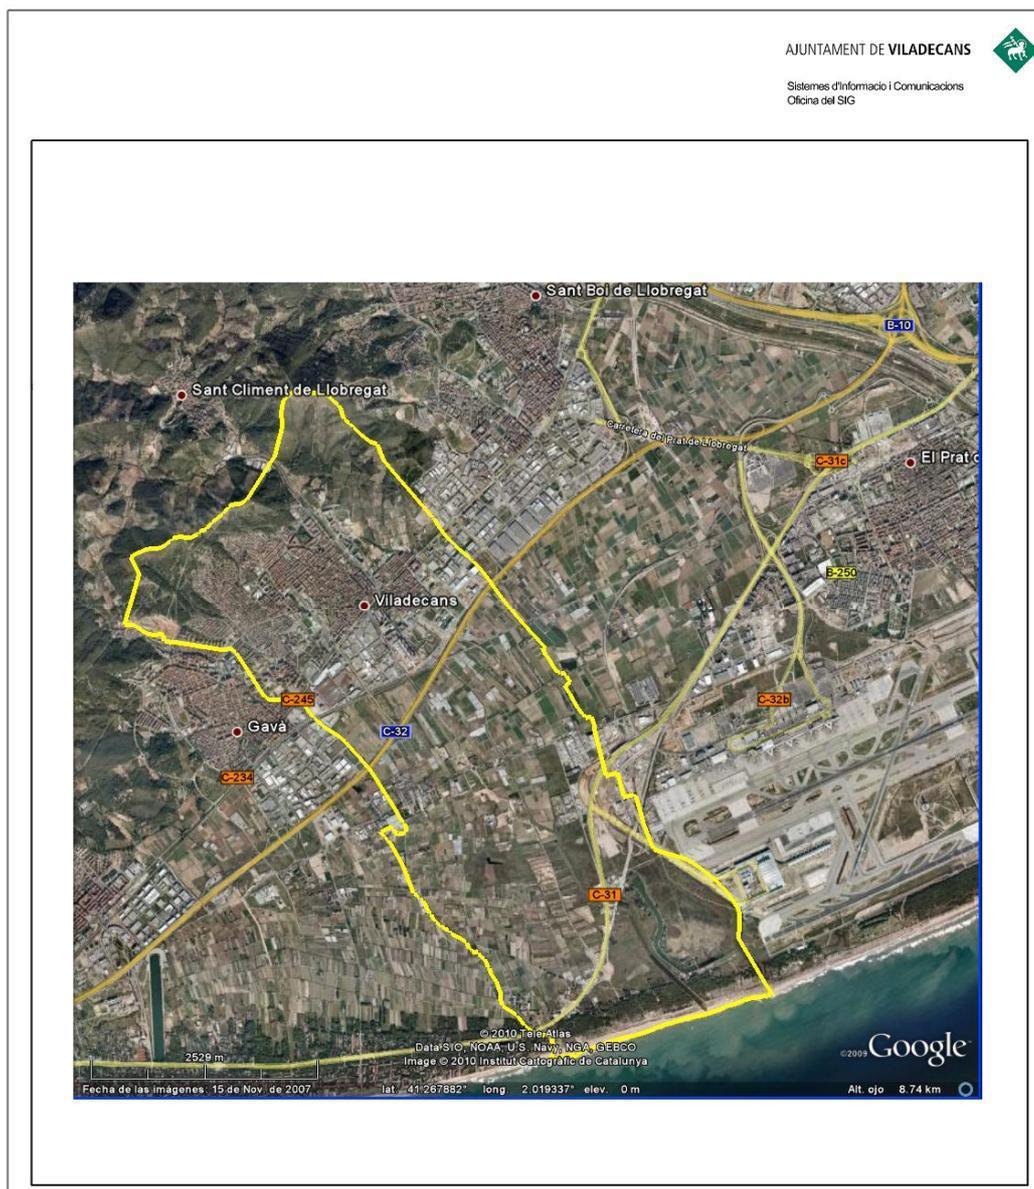 AJUNTAMENT DE VILADECANS
Sistemes d'Informacio i Comunicacions
Oficina del SIG
Sant Boi de Llobregat
B-10
Sant Climent de Llobregat
Carretera del Prat de Llobregat
C-31c
El Prat d
B-250
Viladecans
C-245
C-32b
Gavà
C-32
C-234
C-31
© 2010 Tele Atlas
Data SIO, NOAA, U.S. Navy, NGA, GEBCO
Image © 2010 Institut Cartogràfic de Catalunya
©2009 Google
2529 m
Fecha de las imágenes: 15 de Nov. de 2007 lat. 41.267882° long. 2.019337° elev. 0 m Alt. ojo 8.74 km